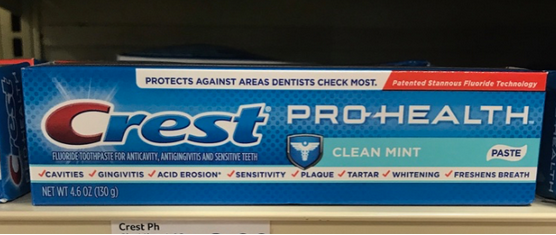 PROTECTS AGAINST AREAS DENTISTS CHECK MOST.
Patented Stannous Fluoride Technology
Crest PRO-HEALTH
FLUORIDE TOOTHPASTE FOR ANTICAVITY, ANTIGINGIVITIS AND SENSITIVE TEETH
CLEAN MINT
PASTE
CAVITIES GINGIVITIS ACID EROSION* SENSITIVITY PLAQUE TARTAR WHITENING FRESHENS BREATH
NET WT 4.6 OZ (130 g)
Crest Ph